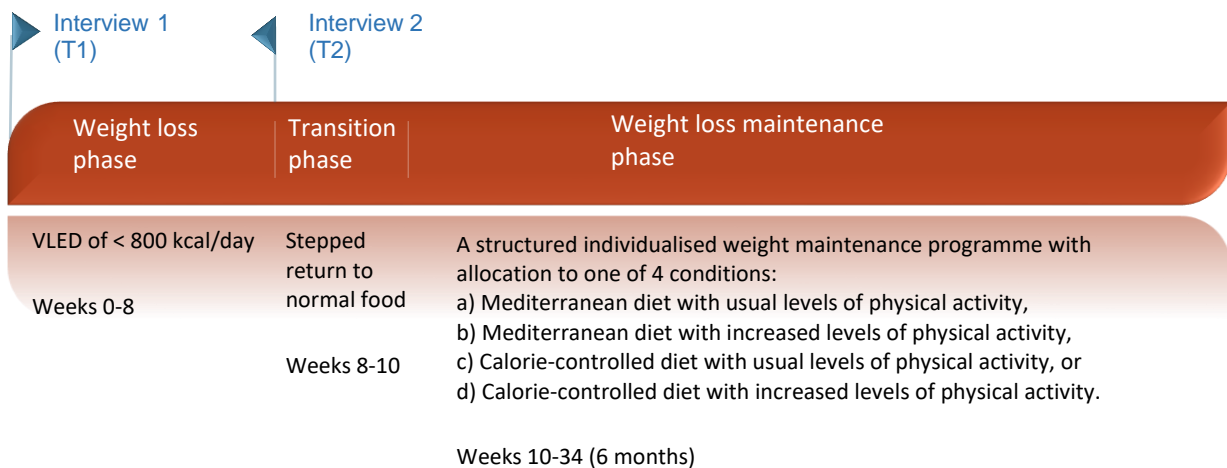 Interview 1
(T1)
Interview 2
(T2)
Weight loss
phase
Transition
phase
Weight loss maintenance
phase
VLED of < 800 kcal/day
Weeks 0-8
Stepped
return to
normal food
Weeks 8-10
A structured individualised weight maintenance programme with
allocation to one of 4 conditions:
a) Mediterranean diet with usual levels of physical activity,
b) Mediterranean diet with increased levels of physical activity,
c) Calorie-controlled diet with usual levels of physical activity, or
d) Calorie-controlled diet with increased levels of physical activity.
Weeks 10-34 (6 months)